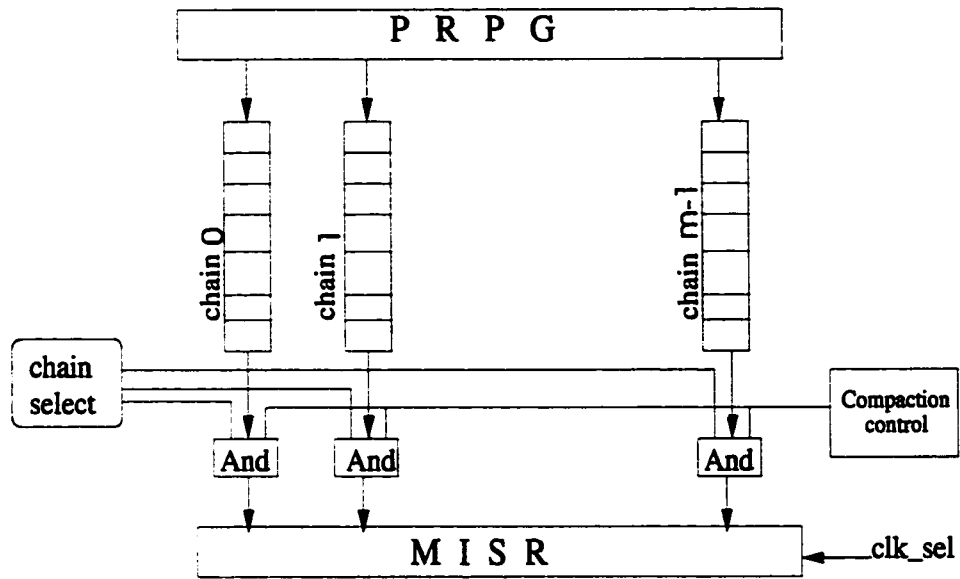 P R P G
chain 0
chain 1
chain m-1
chain
select
Compaction
control
And
And
And
M I S R
clk_sel